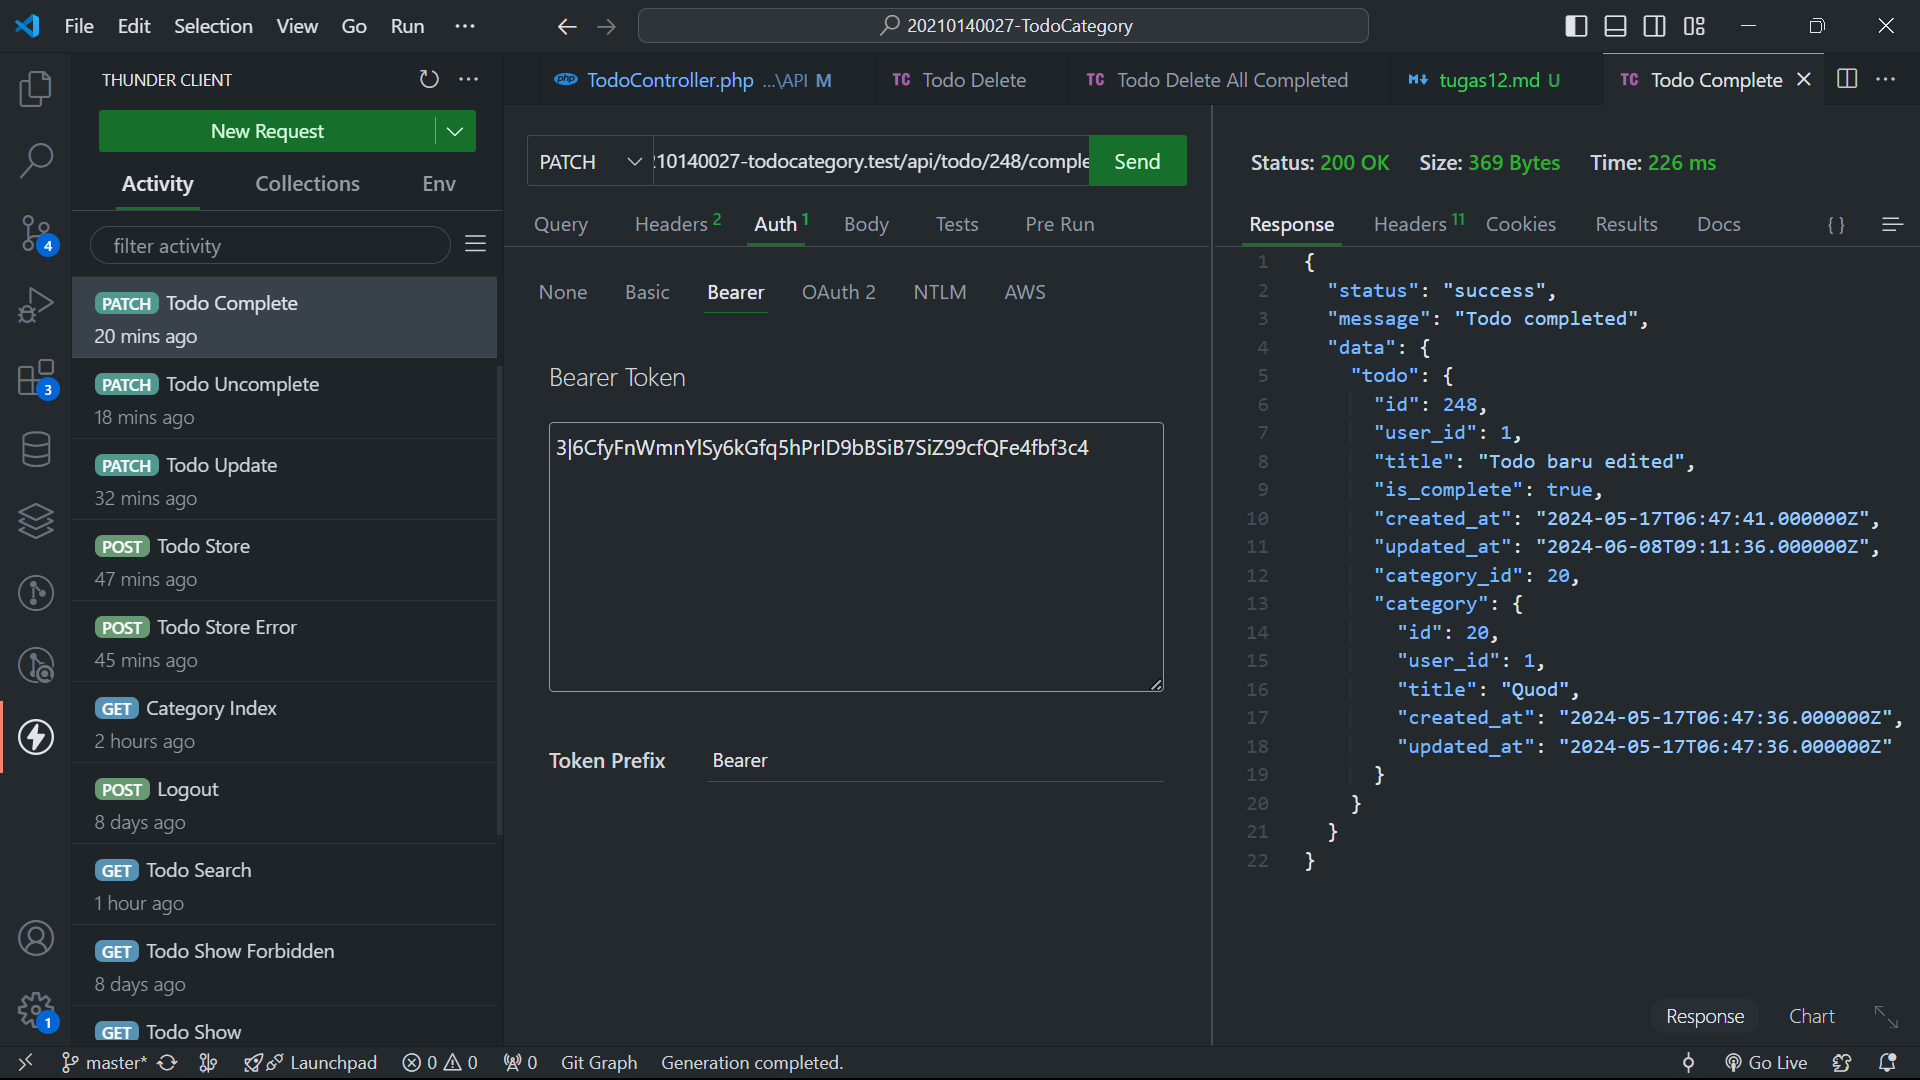 File Edit Selection View Go Run ···
20210140027-TodoCategory
THUNDER CLIENT
New Request
Activity Collections Env
filter activity
PATCH Todo Complete
20 mins ago
PATCH Todo Uncomplete
18 mins ago
PATCH Todo Update
32 mins ago
POST Todo Store
47 mins ago
POST Todo Store Error
45 mins ago
GET Category Index
2 hours ago
POST Logout
8 days ago
GET Todo Search
1 hour ago
GET Todo Show Forbidden
8 days ago
GET Todo Show
4
3
1
php TodoController.php ...\API M
TC Todo Delete
TC Todo Delete All Completed
tugas12.md U
TC Todo Complete
PATCH
10140027-todocategory.test/api/todo/248/comple
Send
Query Headers 2 Auth 1 Body Tests Pre Run
None Basic Bearer OAuth 2 NTLM AWS
Bearer Token
3|6CfyFnWmnYlSy6kGfq5hPrID9bBSiB7SiZ99cfQFe4fbf3c4
Token Prefix Bearer
Status: 200 OK Size: 369 Bytes Time: 226 ms
Response Headers 11 Cookies Results Docs { }
1 {
2 "status": "success",
3 "message": "Todo completed",
4 "data": {
5 "todo": {
6 "id": 248,
7 "user_id": 1,
8 "title": "Todo baru edited",
9 "is_complete": true,
10 "created_at": "2024-05-17T06:47:41.000000Z",
11 "updated_at": "2024-06-08T09:11:36.000000Z",
12 "category_id": 20,
13 "category": {
14 "id": 20,
15 "user_id": 1,
16 "title": "Quod",
17 "created_at": "2024-05-17T06:47:36.000000Z",
18 "updated_at": "2024-05-17T06:47:36.000000Z"
19 }
20 }
21 }
22 }
Response Chart
master* Launchpad 0 0 0 Git Graph Generation completed. Go Live